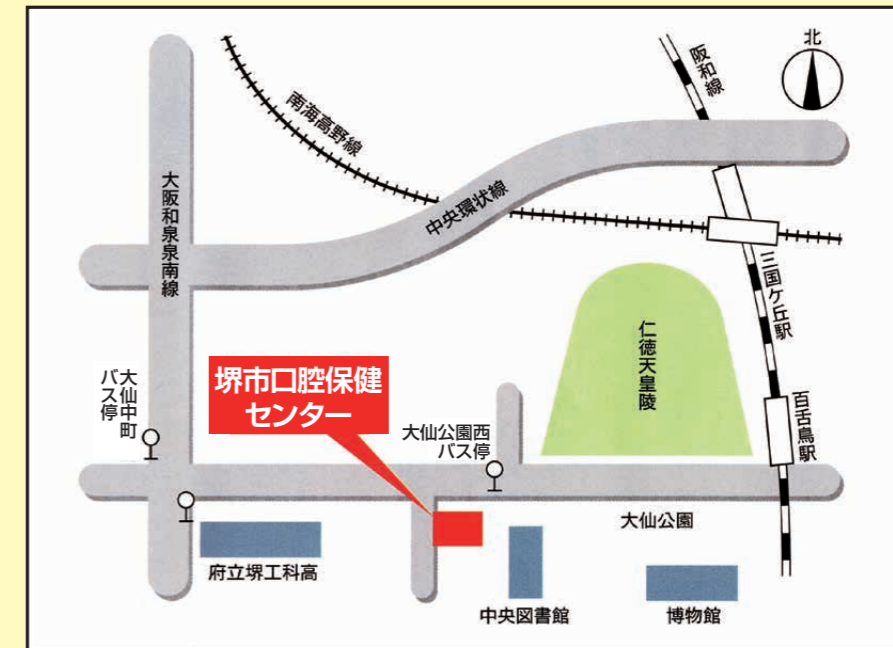 北
阪和線
南海高野線
中央環状線
大阪和泉泉南線
三国ケ丘駅
仁徳天皇陵
堺市口腔保健
センター
大仙中町
バス停
大仙公園西
バス停
百舌鳥駅
大仙公園
府立堺工科高
中央図書館
博物館